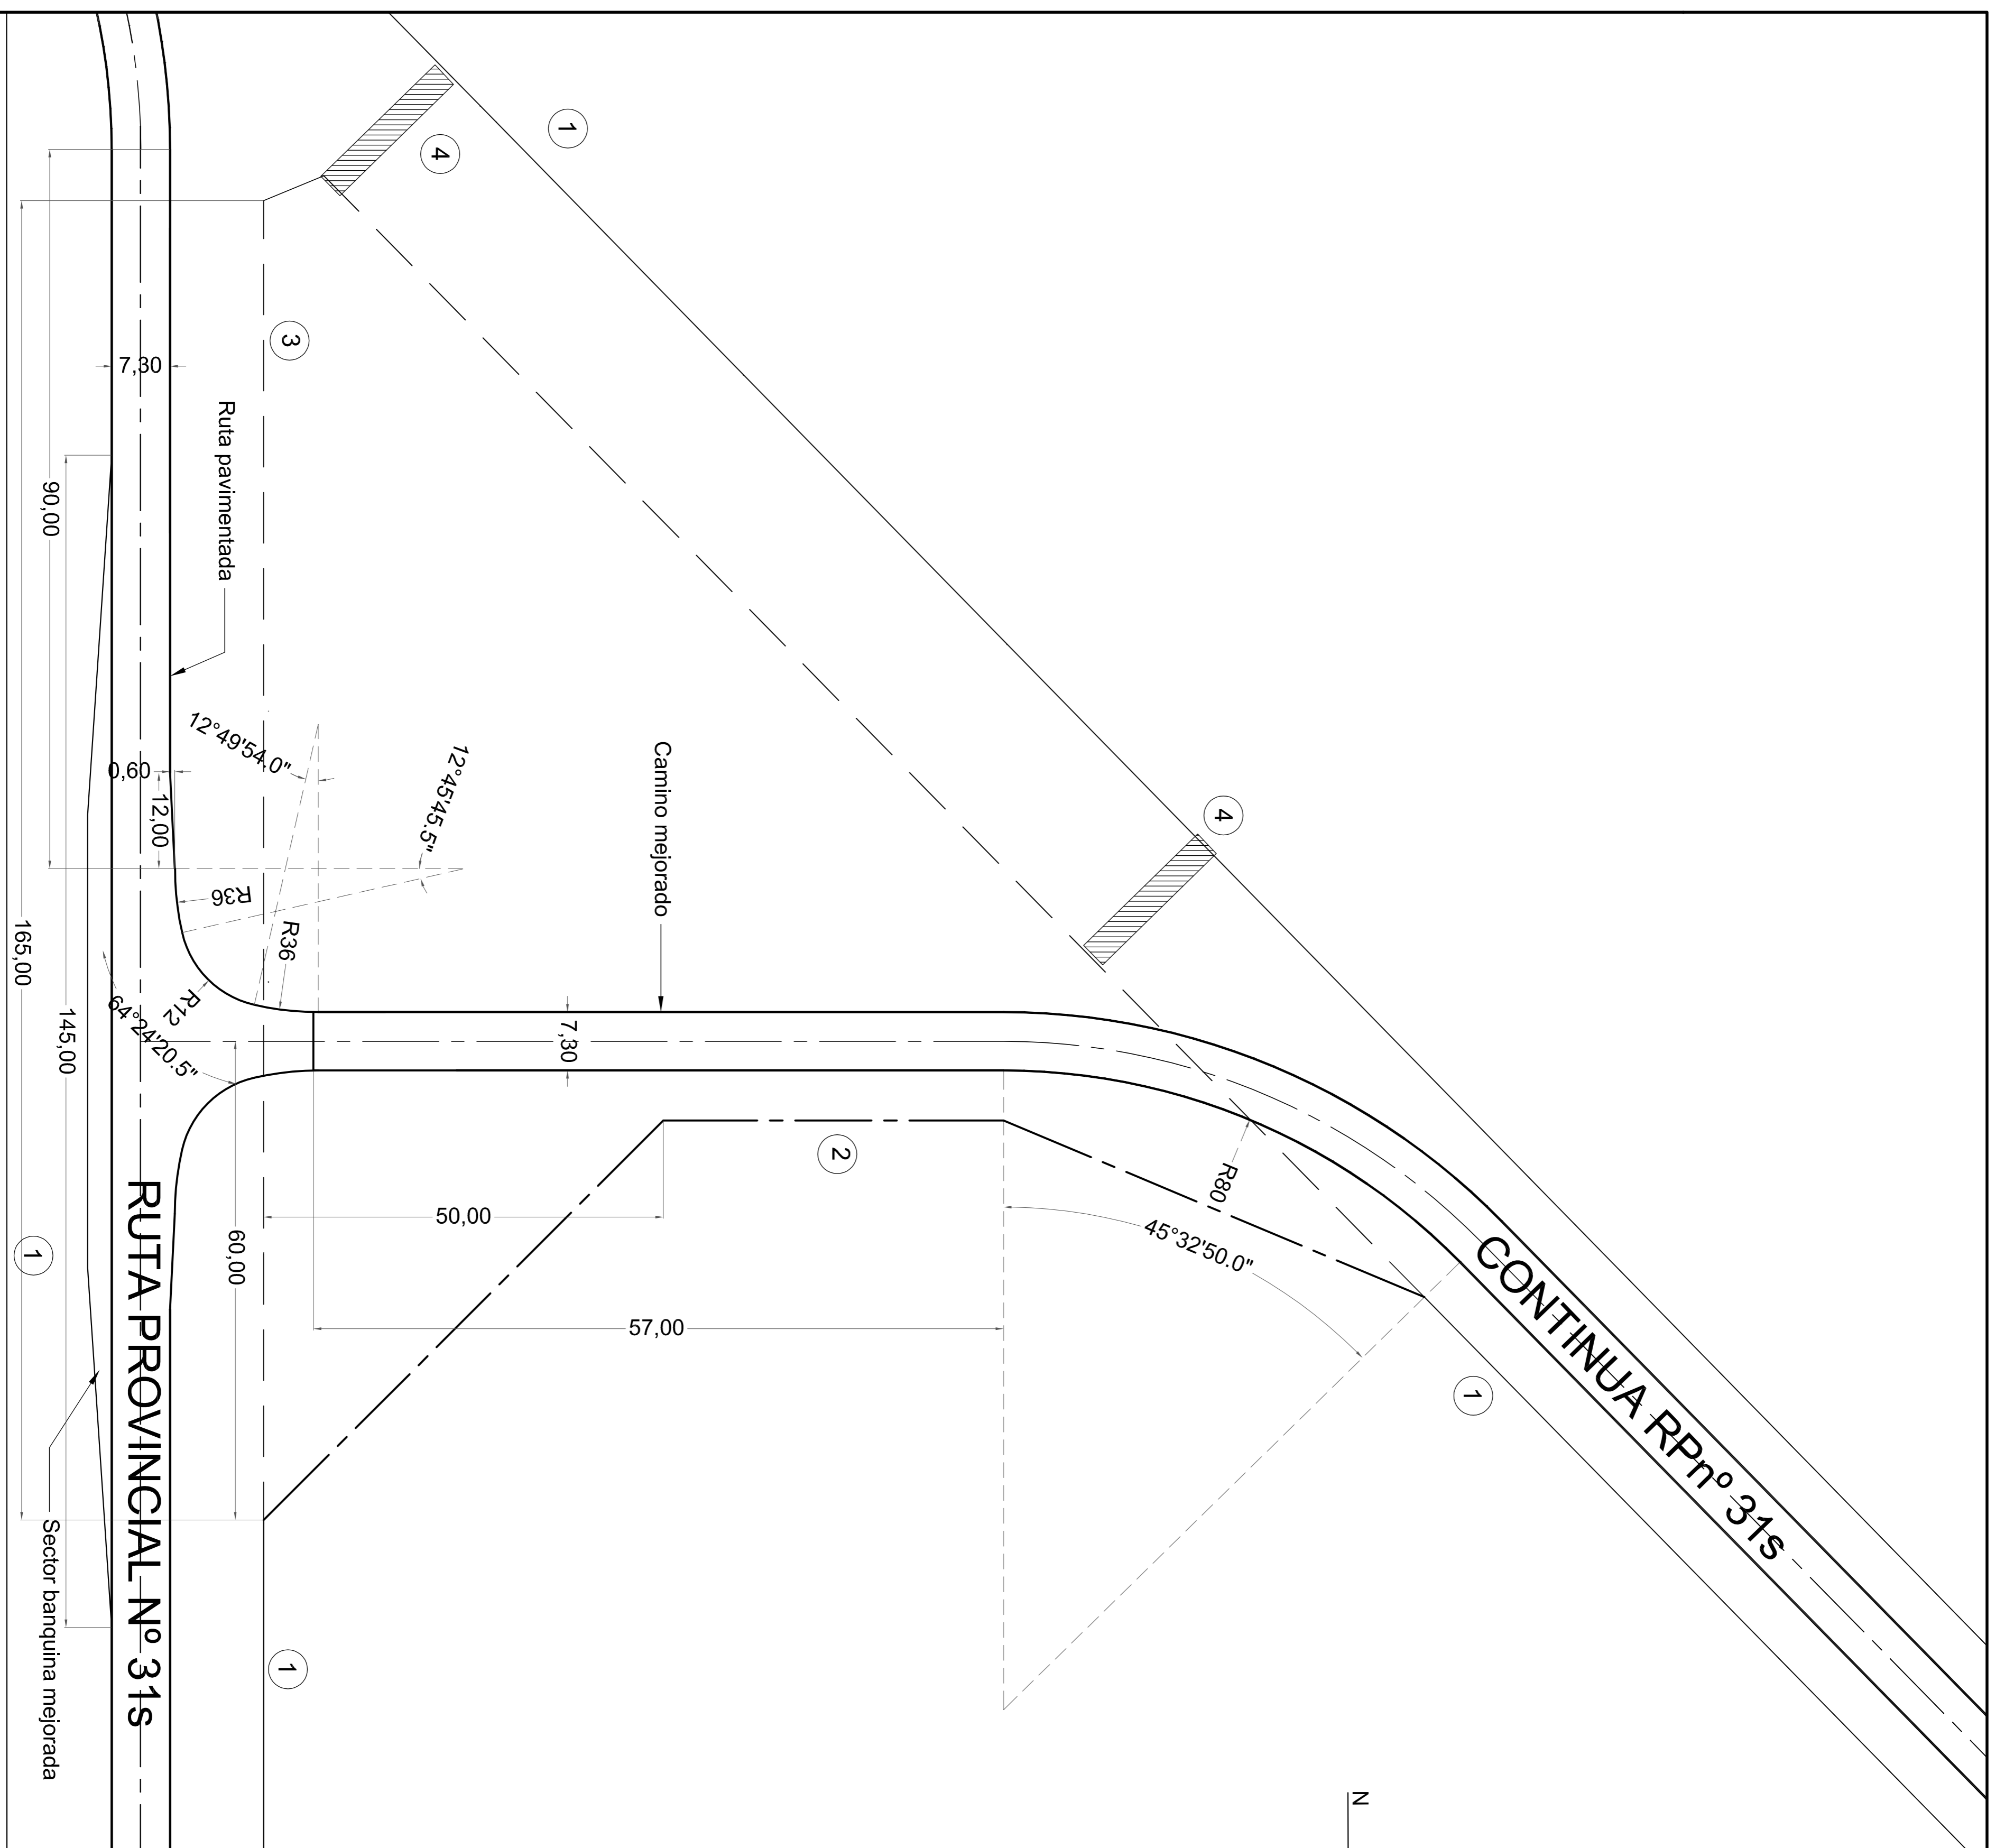 1
4
3
7,30
Ruta pavimentada
90,00
12°49'54.0"
12°45'45.5"
Camino mejorado
4
0,60
12,00
R36
R36
165,00
R12
64°24'20.5"
145,00
7,30
2
R80
50,00
60,00
45°32'50.0"
57,00
1
RUTA PROVINCIAL Nº 31s
CONTINUA RPnº 31s
1
Sector banquina mejorada
1
N